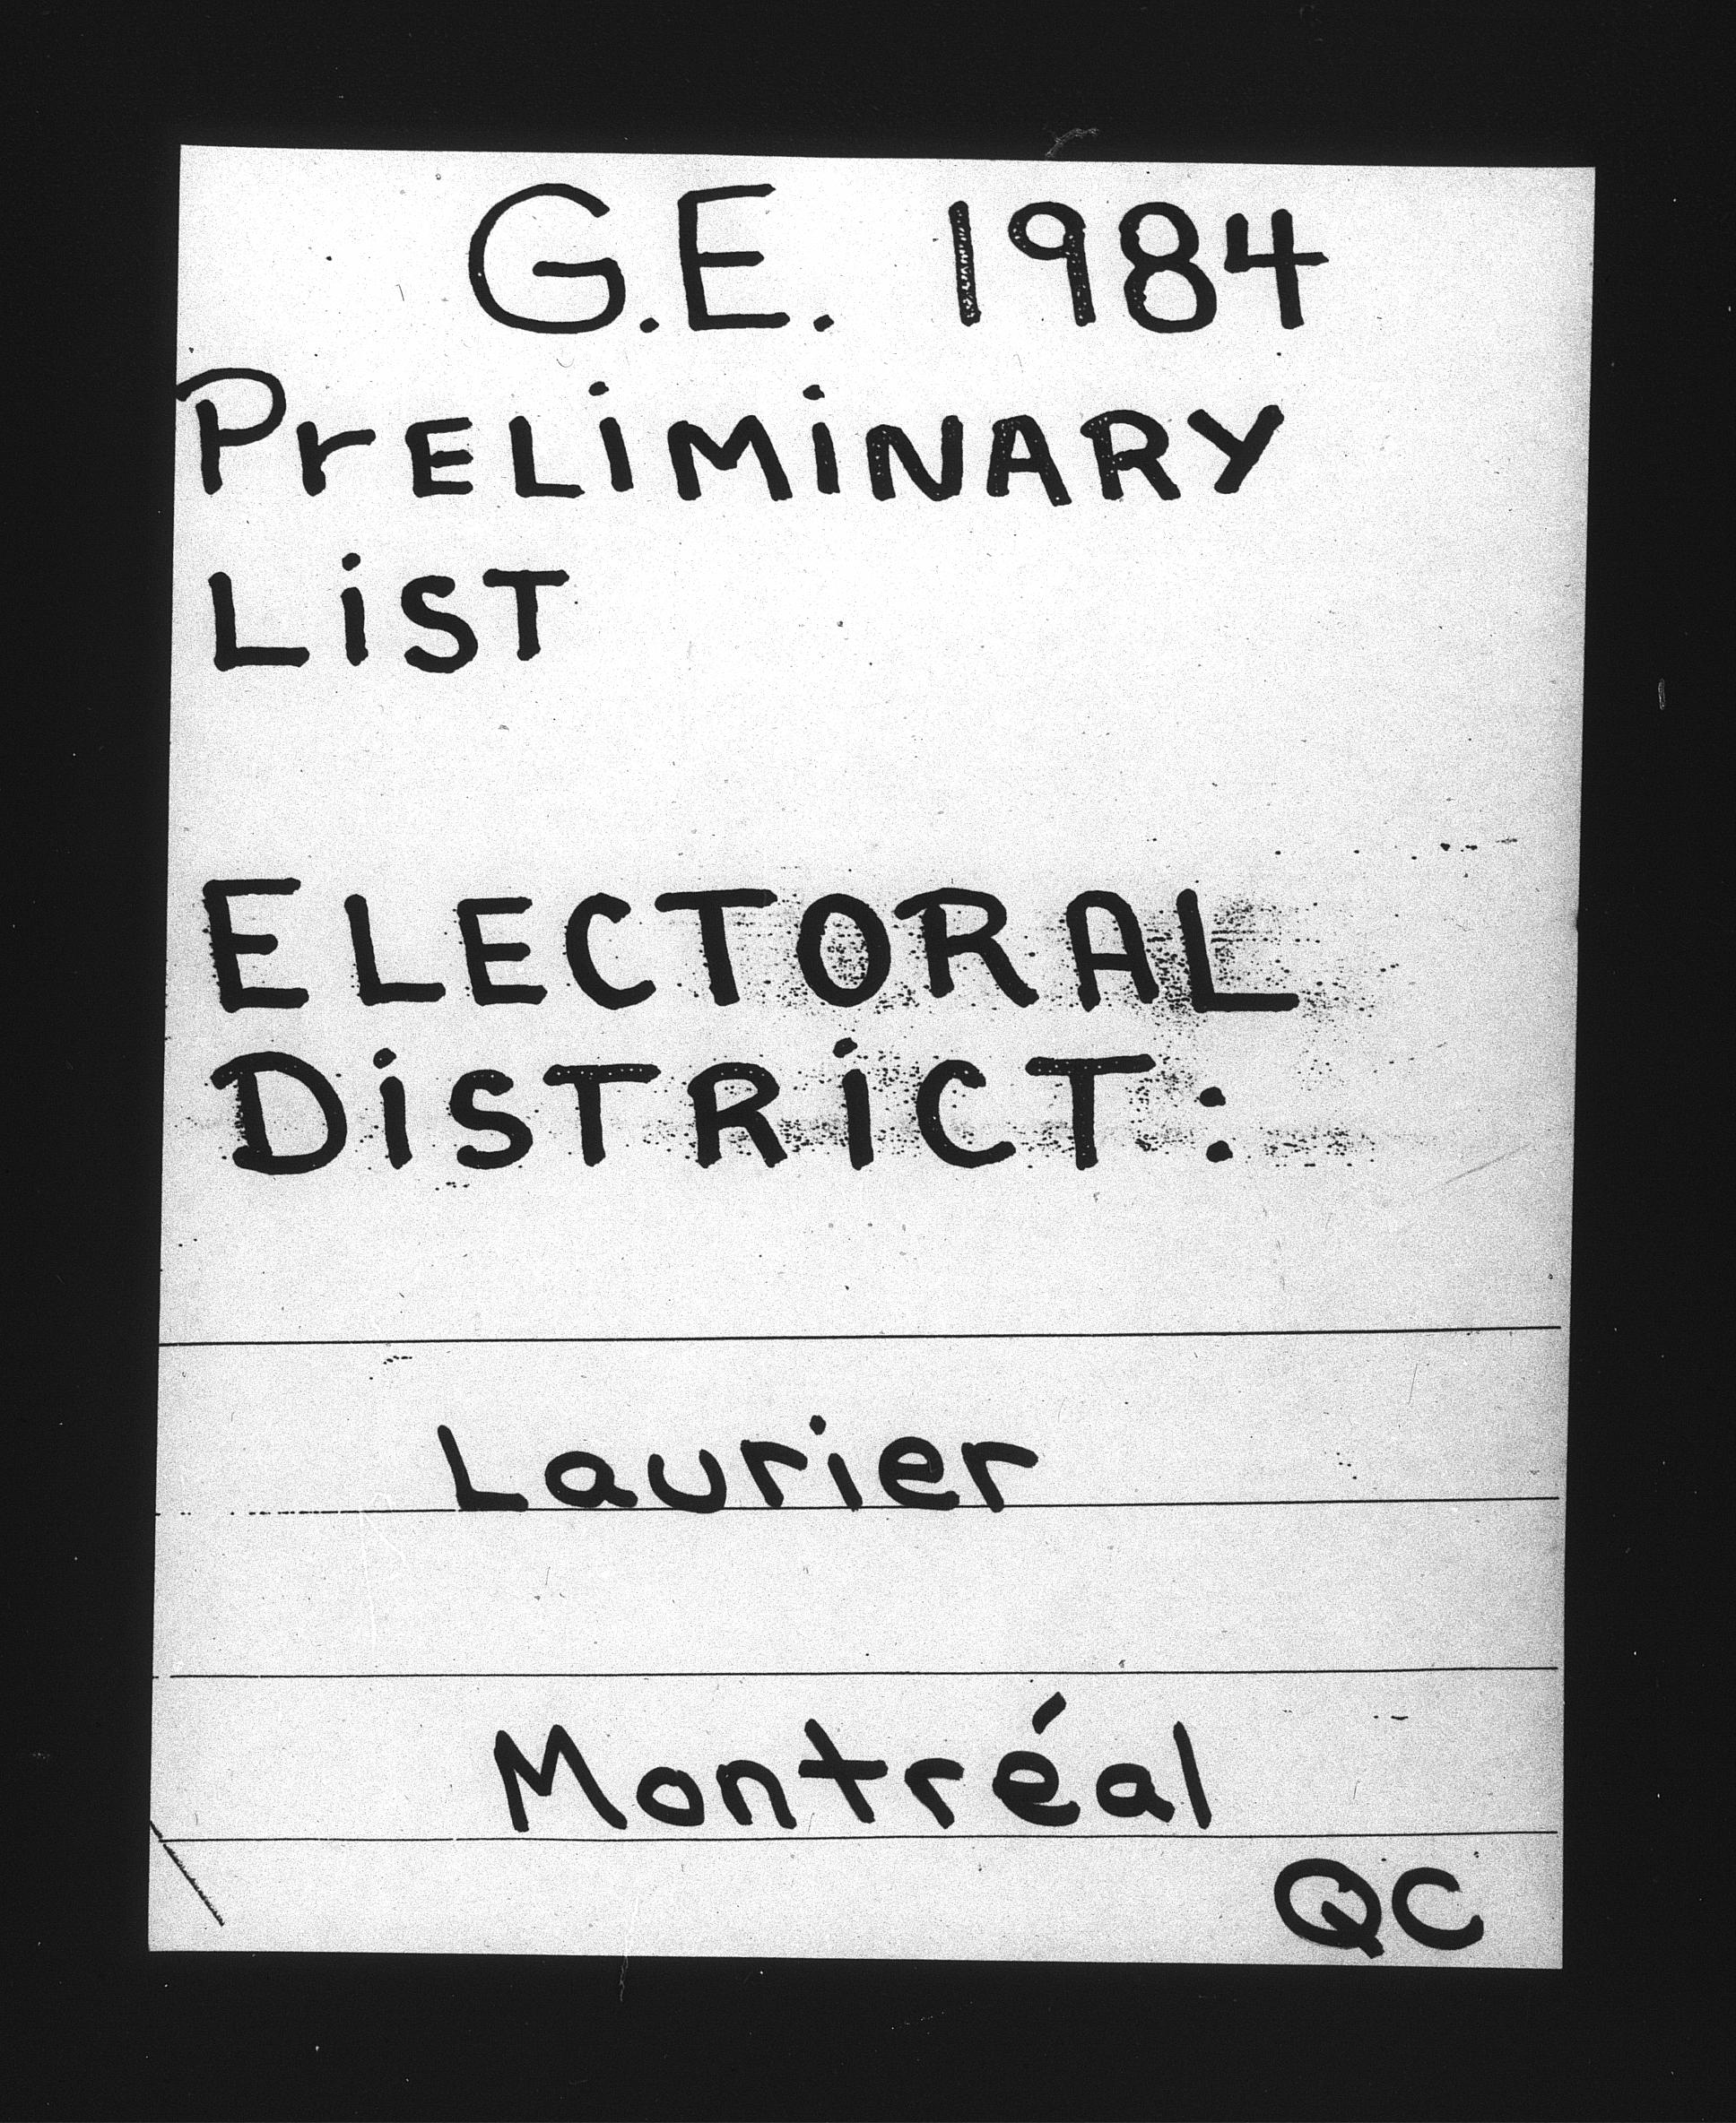 G.E. 1984
PrELiMiNARY
LiST
ELECTORAL
DiSTRiCT:
Laurier
Montréal
QC